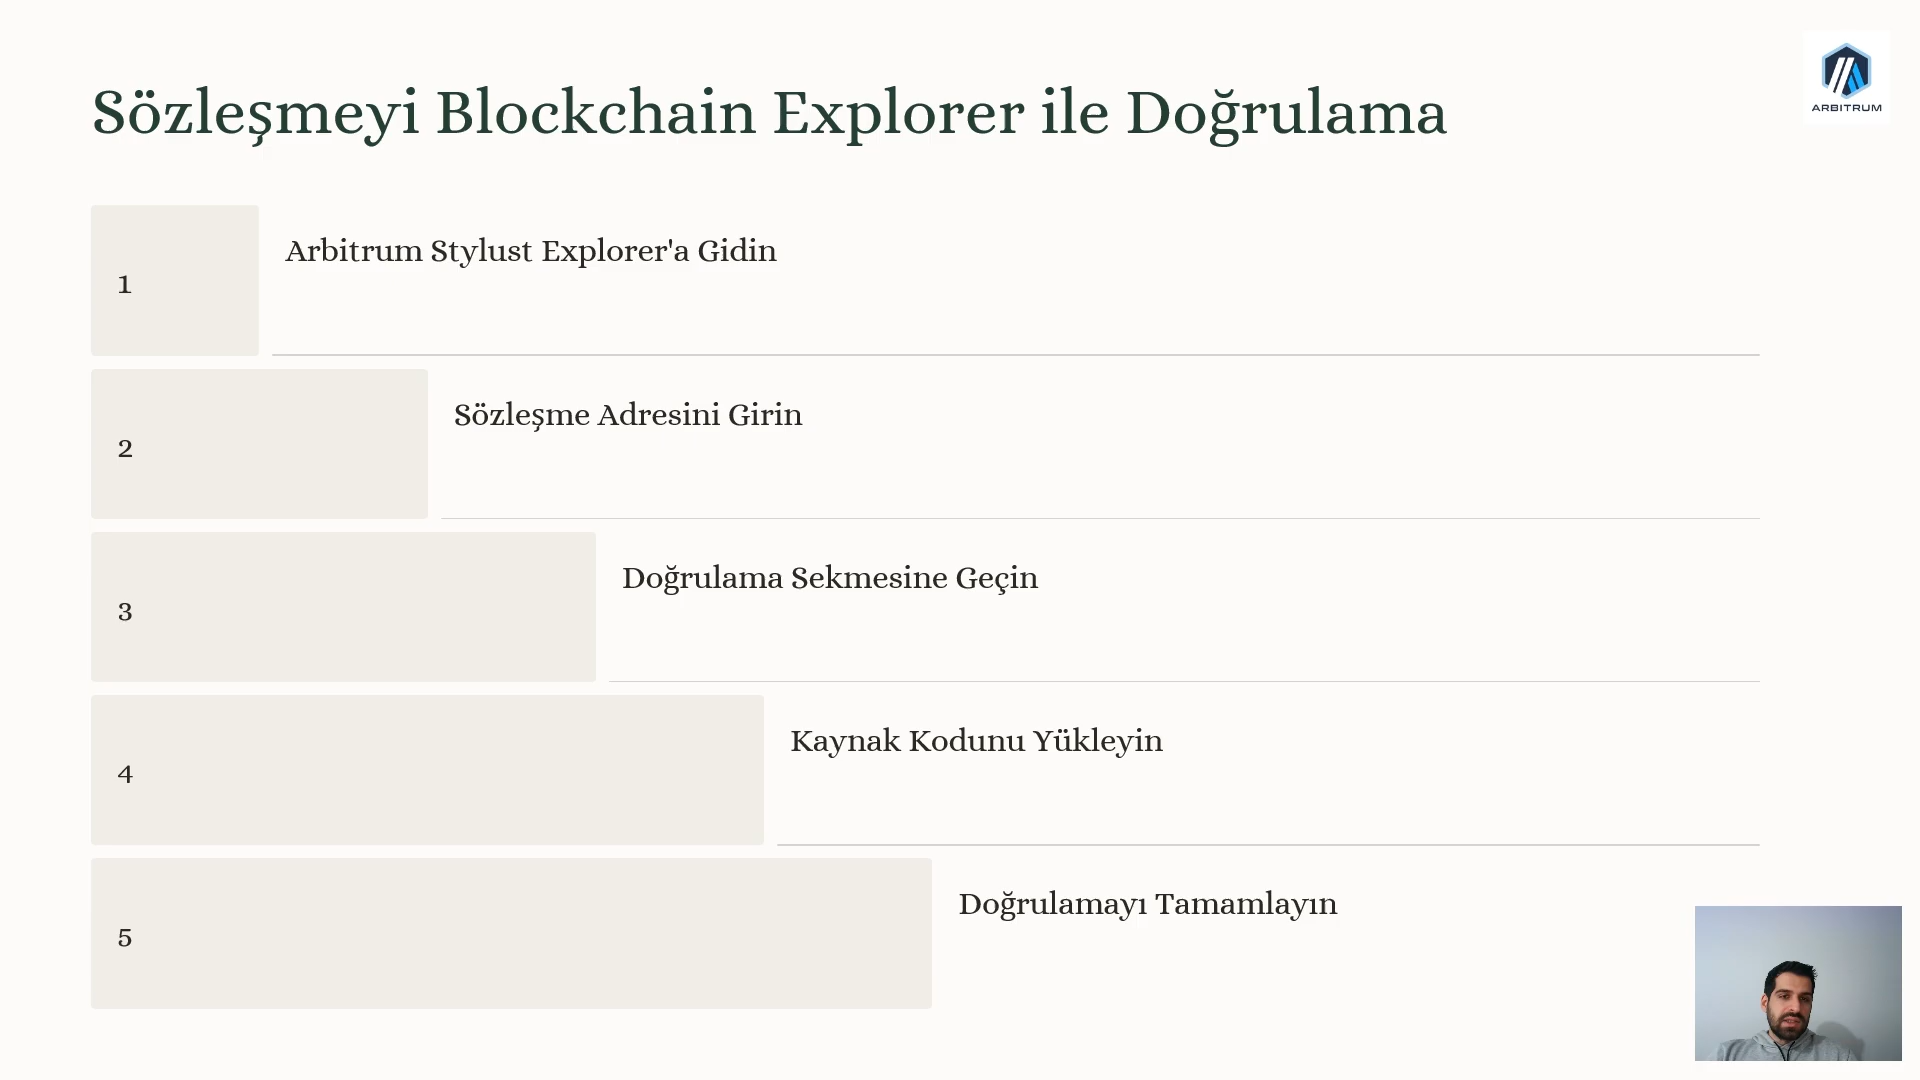 Sözleşmeyi Blockchain Explorer ile Doğrulama
ARBITRUM
1
Arbitrum Stylust Explorer'a Gidin
2
Sözleşme Adresini Girin
3
Doğrulama Sekmesine Geçin
4
Kaynak Kodunu Yükleyin
5
Doğrulamayı Tamamlayın